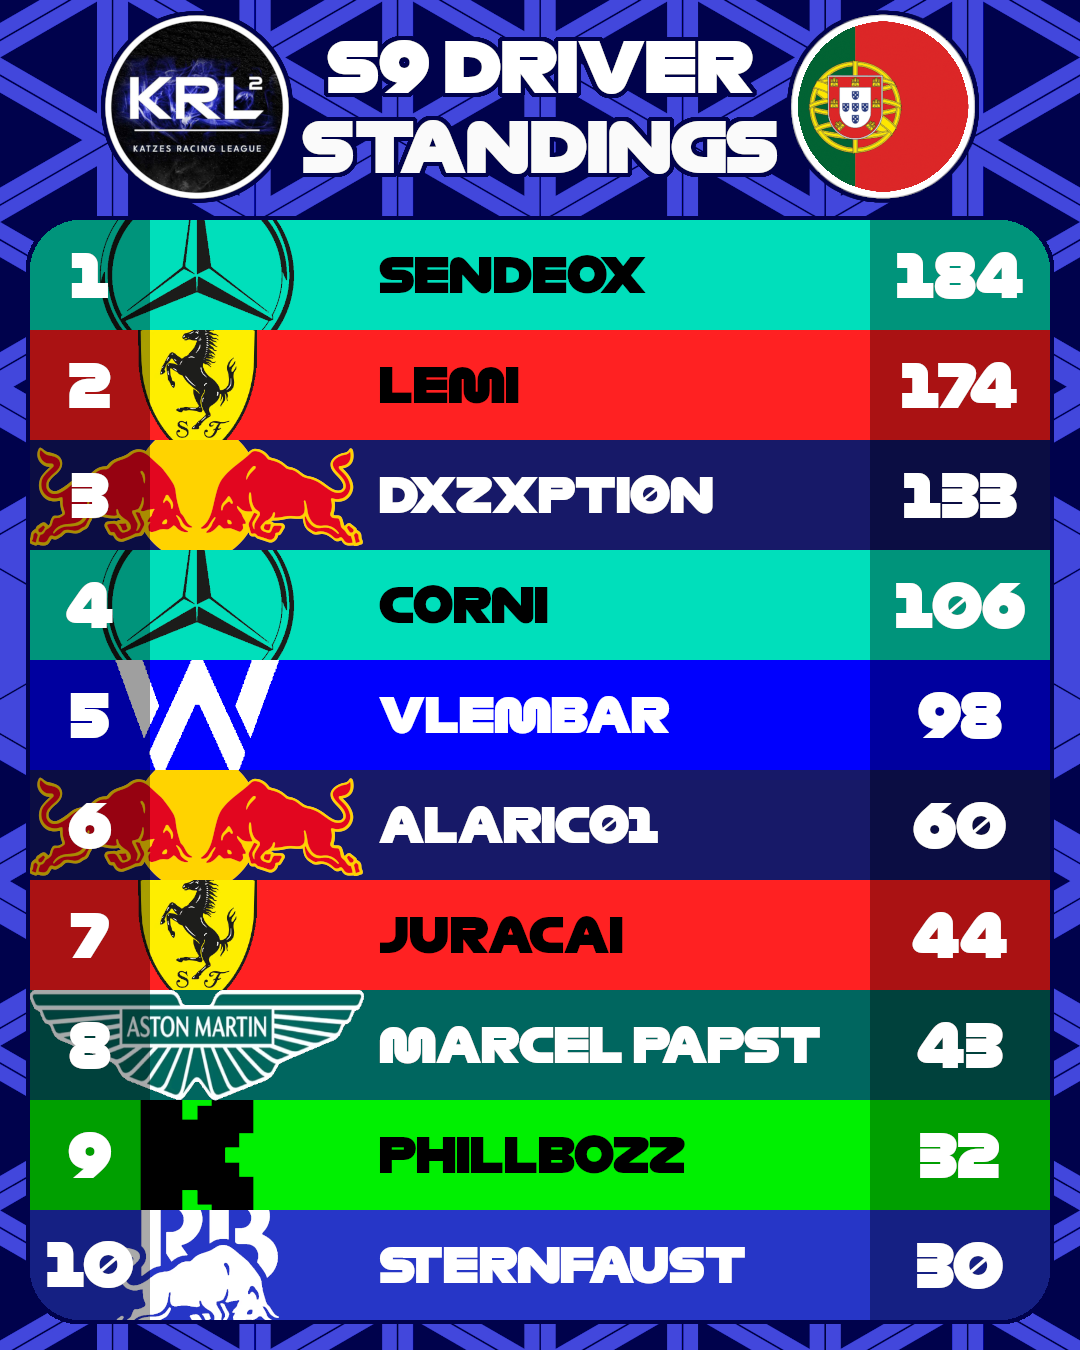 KRL2
KATZES RACING LEAGUE
S9 DRIVER
STANDINGS
1 SENDEOX 184
2 S F LEMI 174
3 DXZXPTI0N 133
4 CORNI 106
5 W VLEMBAR 98
6 ALARIC01 60
7 S F JURACAI 44
8 ASTON MARTIN MARCEL PAPST 43
9 K PHILLBOZZ 32
10 RB STERNFAUST 30